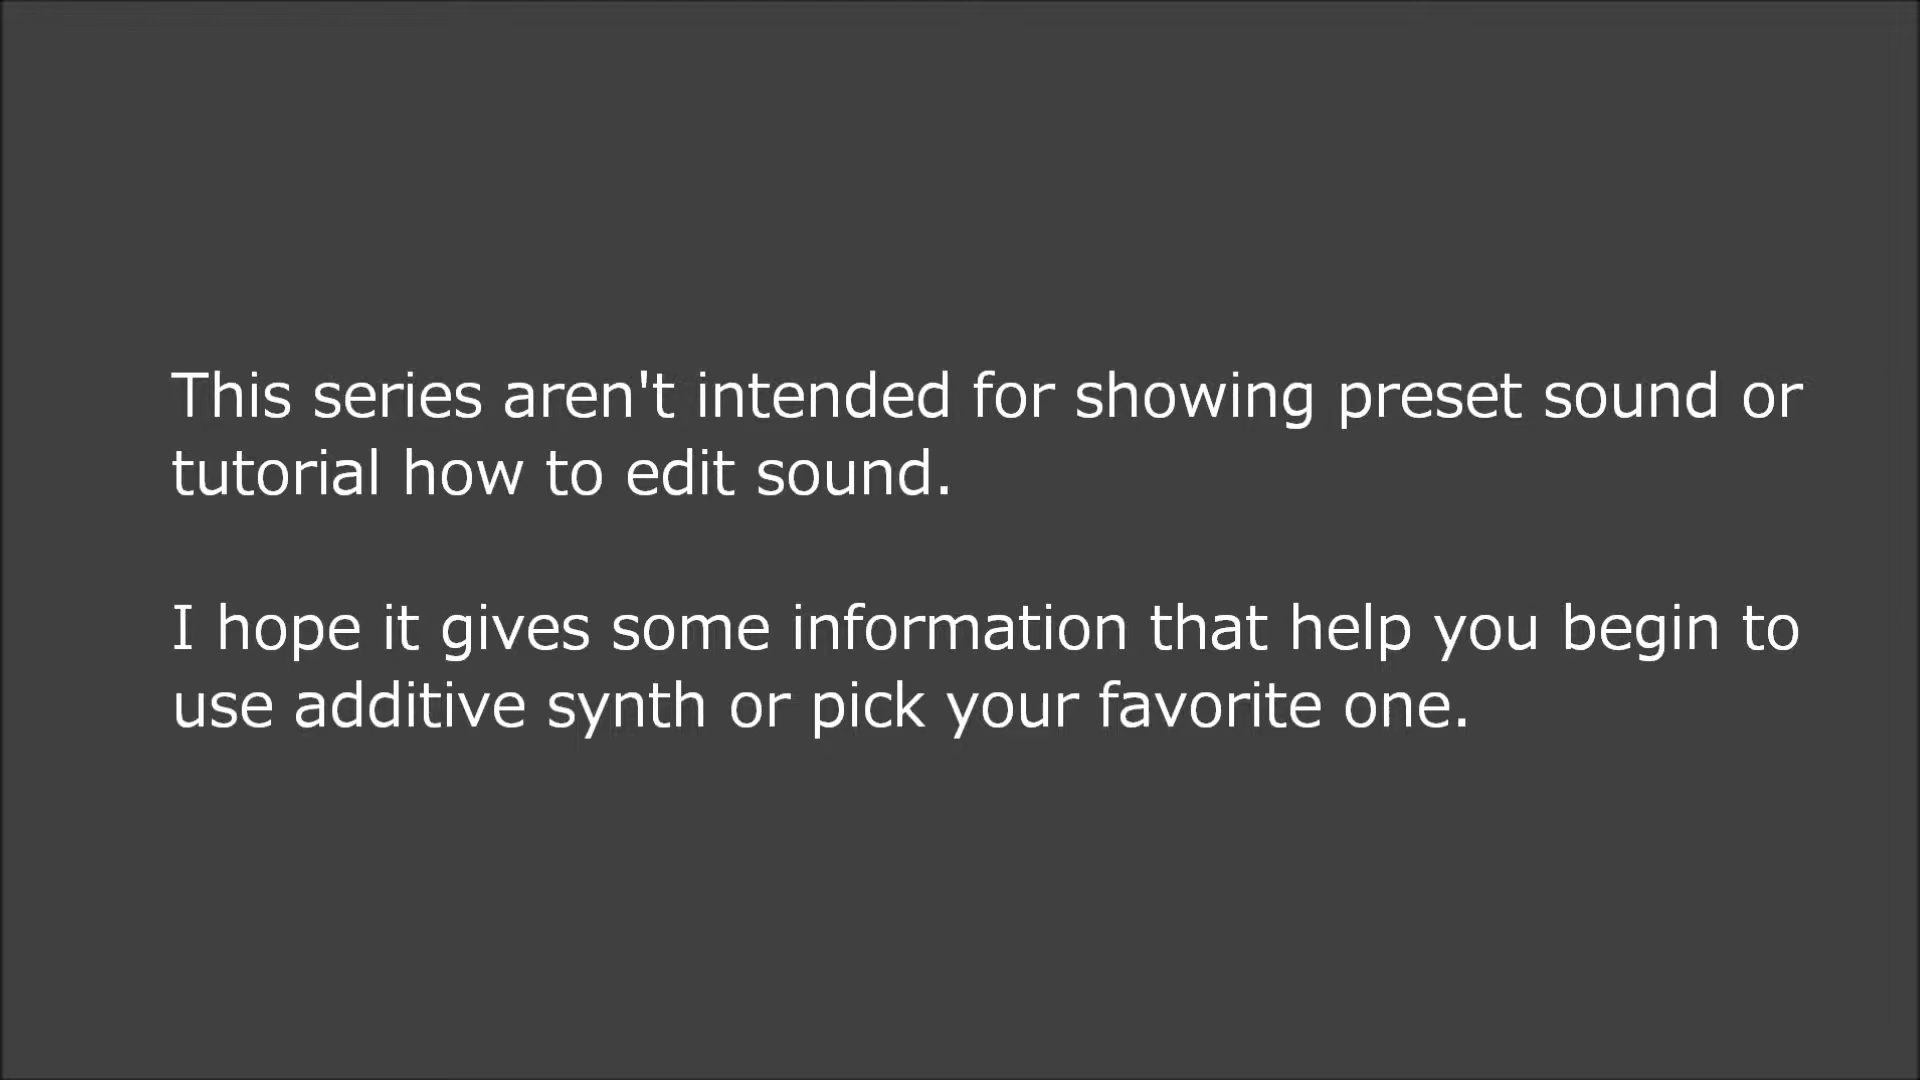 This series aren't intended for showing preset sound or
tutorial how to edit sound.
I hope it gives some information that help you begin to
use additive synth or pick your favorite one.